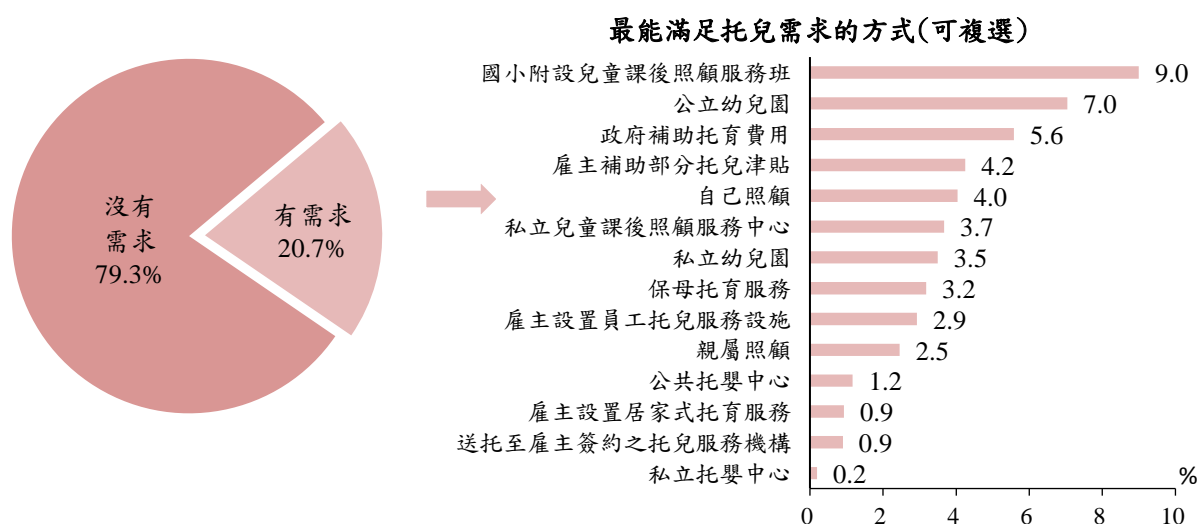 最能滿足托兒需求的方式(可複選)
沒有
需求
79.3%
有需求
20.7%
國小附設兒童課後照顧服務班 9.0
公立幼兒園 7.0
政府補助托育費用 5.6
雇主補助部分托兒津貼 4.2
自己照顧 4.0
私立兒童課後照顧服務中心 3.7
私立幼兒園 3.5
保母托育服務 3.2
雇主設置員工托兒服務設施 2.9
親屬照顧 2.5
公共托嬰中心 1.2
雇主設置居家式托育服務 0.9
送托至雇主簽約之托兒服務機構 0.9
私立托嬰中心 0.2
%
0 2 4 6 8 10